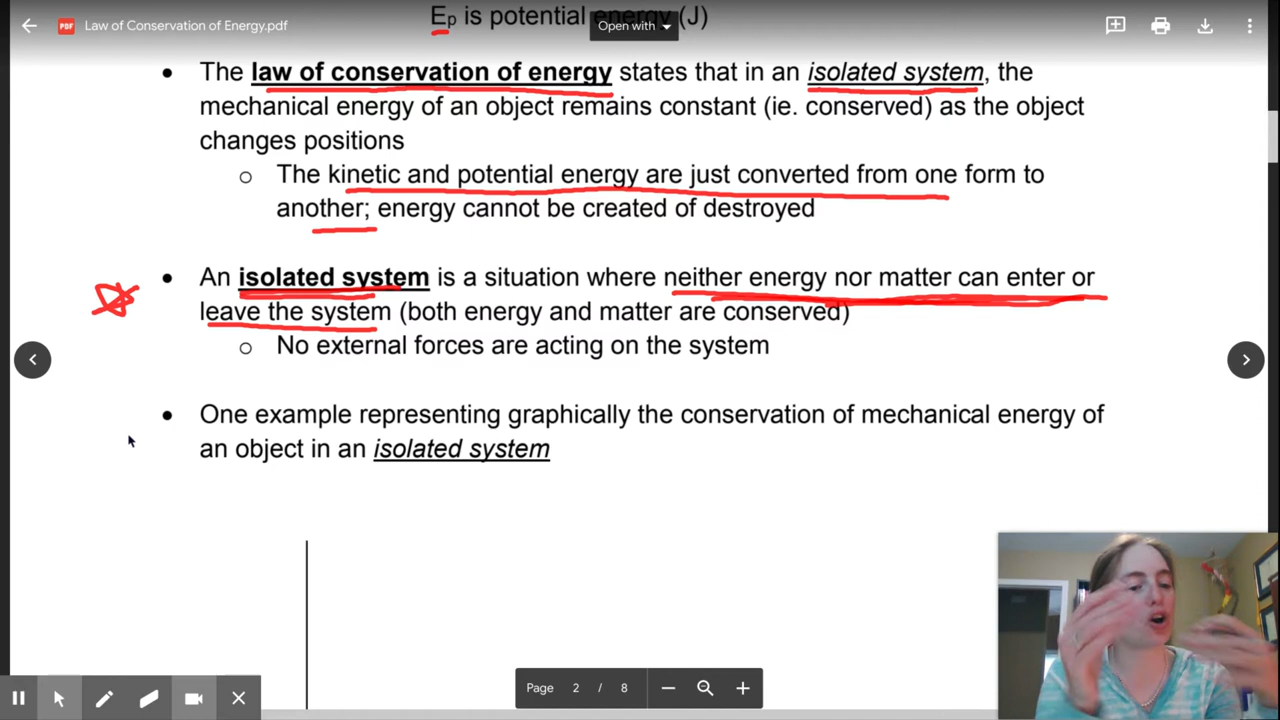 Ep is potential energy (J)
Law of Conservation of Energy.pdf
Open with
PDF
• The law of conservation of energy states that in an isolated system, the
mechanical energy of an object remains constant (ie. conserved) as the object
changes positions
o The kinetic and potential energy are just converted from one form to
another; energy cannot be created of destroyed
• An isolated system is a situation where neither energy nor matter can enter or
leave the system (both energy and matter are conserved)
o No external forces are acting on the system
• One example representing graphically the conservation of mechanical energy of
an object in an isolated system
Page 2 / 8